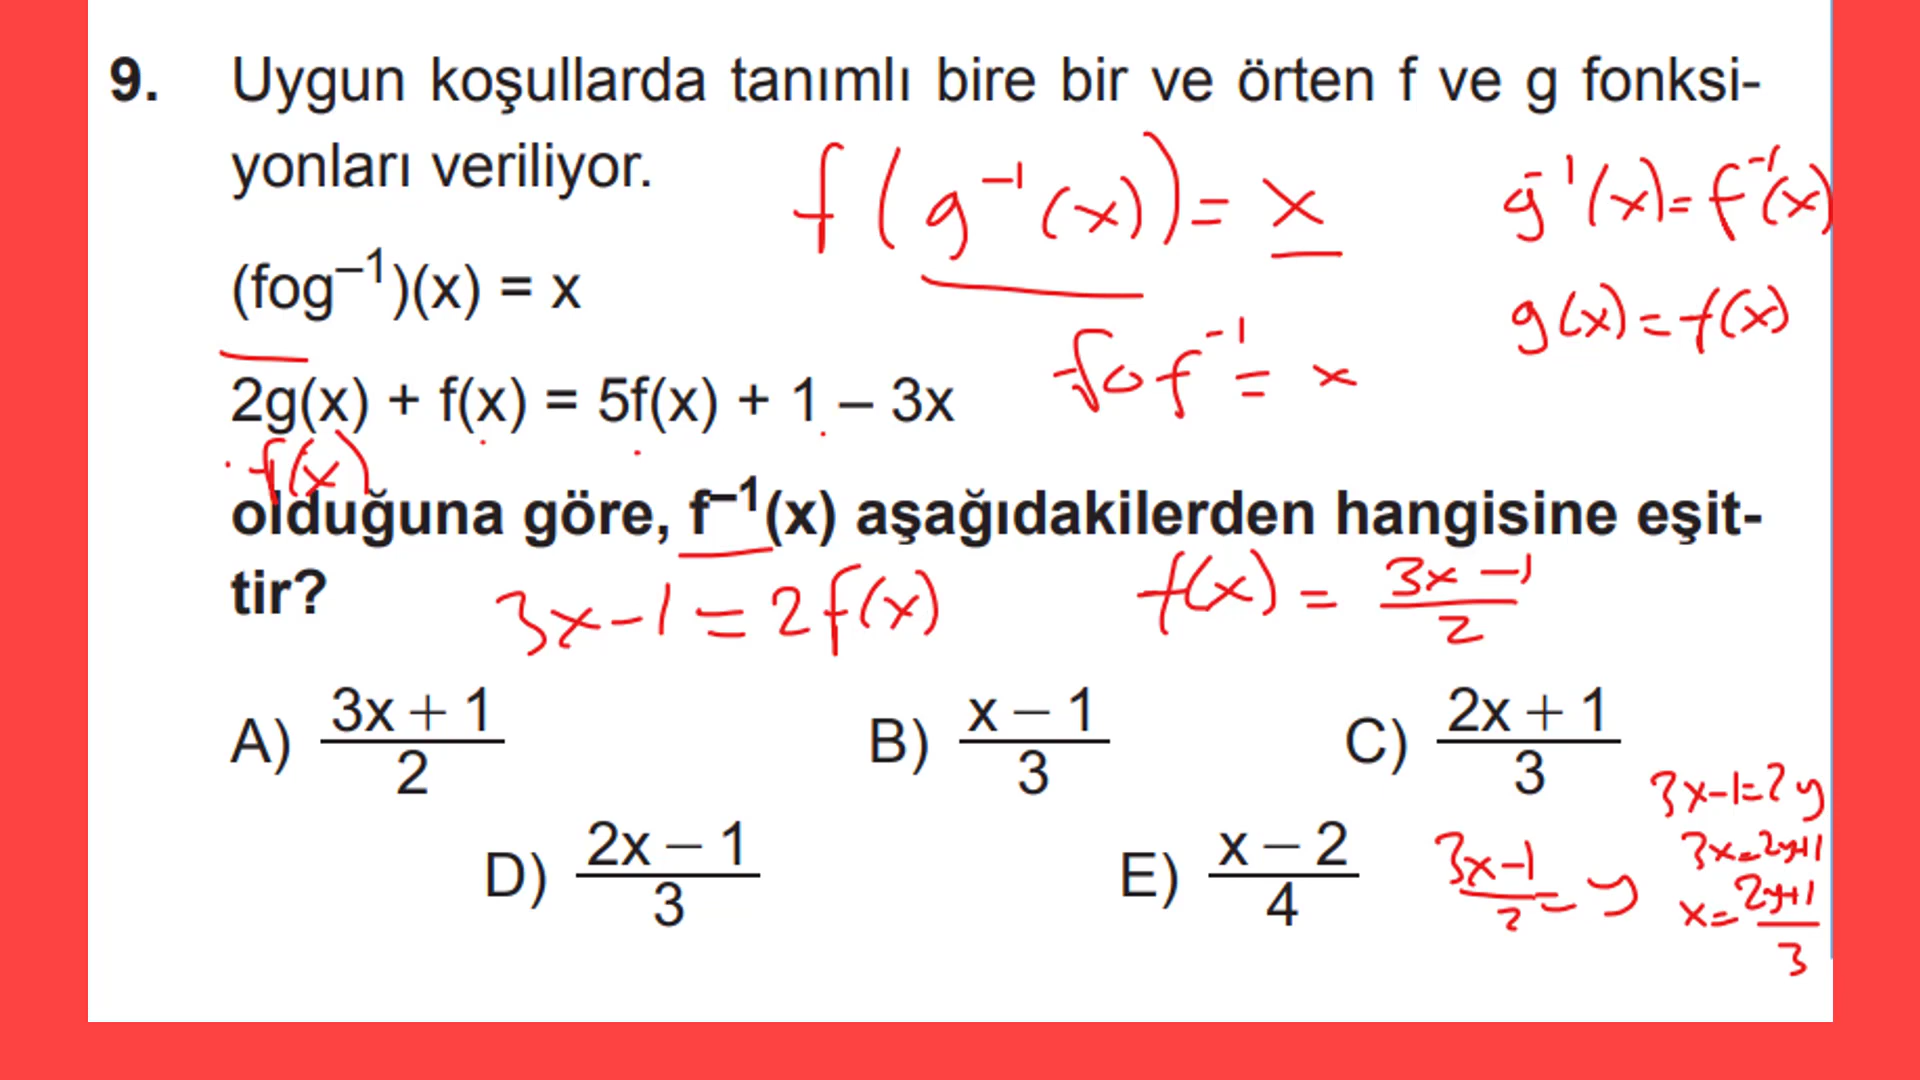 9. Uygun koşullarda tanımlı bire bir ve örten f ve g fonksi-
yonları veriliyor.
f(g⁻¹(x)) = x
g⁻¹(x) = f⁻¹(x)
(fog⁻¹)(x) = x
g(x) = f(x)
fof⁻¹ = x
2g(x) + f(x) = 5f(x) + 1 – 3x
f(x)
olduğuna göre, f⁻¹(x) aşağıdakilerden hangisine eşit-
tir?
3x-1 = 2f(x)
f(x) = 3x-1/2
A) 3x + 1/2
B) x – 1/3
C) 2x + 1/3
D) 2x – 1/3
E) x – 2/4
3x-1/2 = y
3x-1=2y
3x=2y+1
x=2y+1/3